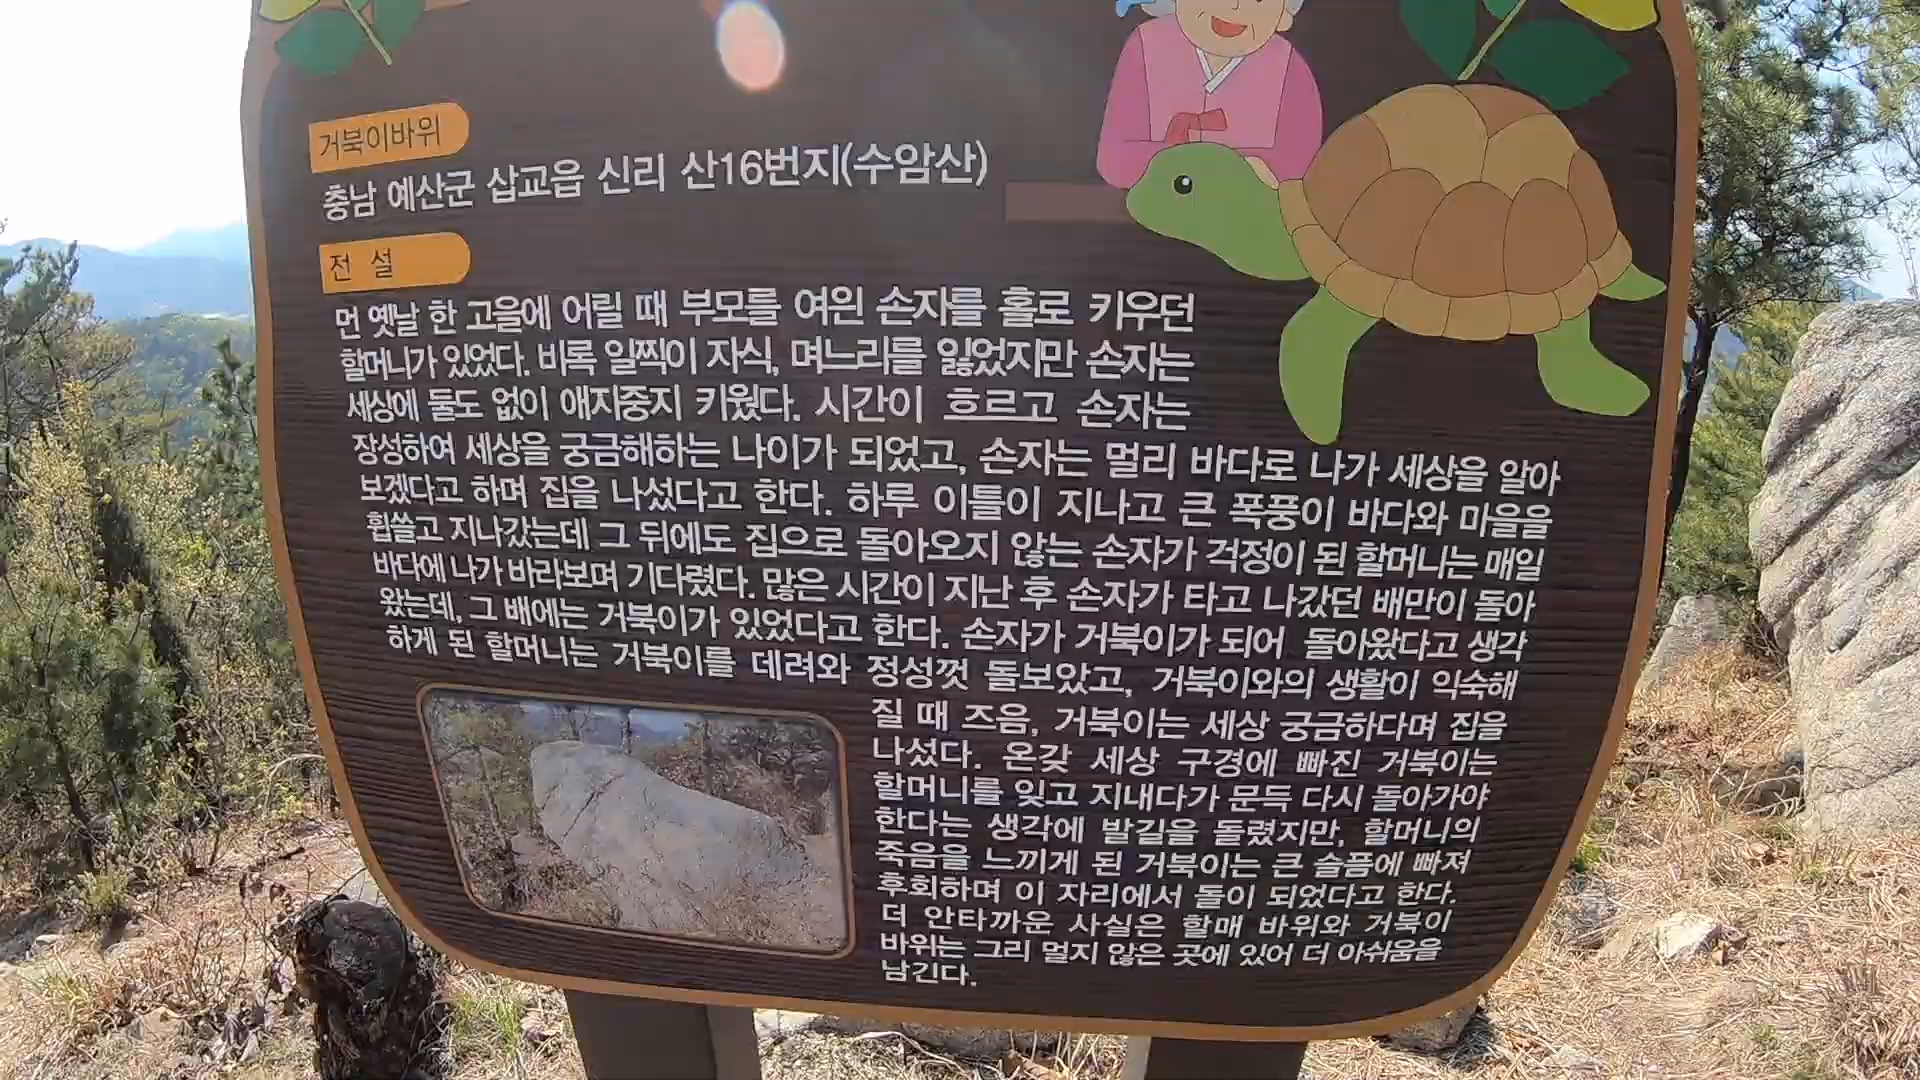 거북이바위
충남 예산군 삽교읍 신리 산16번지(수암산)
전 설
먼 옛날 한 고을에 어릴 때 부모를 여읜 손자를 홀로 키우던
할머니가 있었다. 비록 일찍이 자식, 며느리를 잃었지만 손자는
세상에 둘도 없이 애지중지 키웠다. 시간이 흐르고 손자는
장성하여 세상을 궁금해하는 나이가 되었고, 손자는 멀리 바다로 나가 세상을 알아
보겠다고 하며 집을 나섰다고 한다. 하루 이틀이 지나고 큰 폭풍이 바다와 마을을
휩쓸고 지나갔는데 그 뒤에도 집으로 돌아오지 않는 손자가 걱정이 된 할머니는 매일
바다에 나가 바라보며 기다렸다. 많은 시간이 지난 후 손자가 타고 나갔던 배만이 돌아
왔는데, 그 배에는 거북이가 있었다고 한다. 손자가 거북이가 되어 돌아왔다고 생각
하게 된 할머니는 거북이를 데려와 정성껏 돌보았고, 거북이와의 생활이 익숙해
질 때 즈음, 거북이는 세상 궁금하다며 집을
나섰다. 온갖 세상 구경에 빠진 거북이는
할머니를 잊고 지내다가 문득 다시 돌아가야
한다는 생각에 발길을 돌렸지만, 할머니의
죽음을 느끼게 된 거북이는 큰 슬픔에 빠져
후회하며 이 자리에서 돌이 되었다고 한다.
더 안타까운 사실은 할매 바위와 거북이
바위는 그리 멀지 않은 곳에 있어 더 아쉬움을
남긴다.